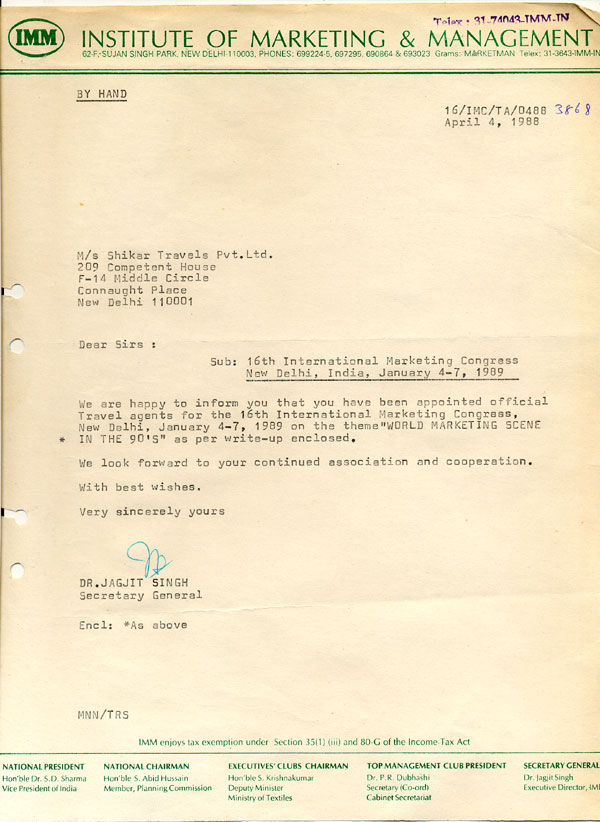 Telex : 31-74043-IMM-IN
IMM INSTITUTE OF MARKETING & MANAGEMENT
62-F, SUJAN SINGH PARK, NEW DELHI-110003, PHONES: 699224-5, 697295, 690864 & 693023 Grams: MARKETMAN Telex: 31-3643-IMM-IN
BY HAND
16/IMC/TA/0488 3868
April 4, 1988
M/s Shikar Travels Pvt.Ltd.
209 Competent House
F-14 Middle Circle
Connaught Place
New Delhi 110001
Dear Sirs :
Sub: 16th International Marketing Congress
New Delhi, India, January 4-7, 1989
We are happy to inform you that you have been appointed official
Travel agents for the 16th International Marketing Congress,
New Delhi, January 4-7, 1989 on the theme"WORLD MARKETING SCENE
* IN THE 90'S" as per write-up enclosed.
We look forward to your continued association and cooperation.
With best wishes.
Very sincerely yours
DR.JAGJIT SINGH
Secretary General
Encl: *As above
MNN/TRS
IMM enjoys tax exemption under Section 35(1) (iii) and 80-G of the Income-Tax Act
NATIONAL PRESIDENT
Hon'ble Dr. S.D. Sharma
Vice President of India
NATIONAL CHAIRMAN
Hon'ble S. Abid Hussain
Member, Planning Commission
EXECUTIVES' CLUBS CHAIRMAN
Hon'ble S. Krishnakumar
Deputy Minister
Ministry of Textiles
TOP MANAGEMENT CLUB PRESIDENT
Dr. P.R. Dubhashi
Secretary (Co-ord)
Cabinet Secretariat
SECRETARY GENERAL
Dr. Jagjit Singh
Executive Director, IM